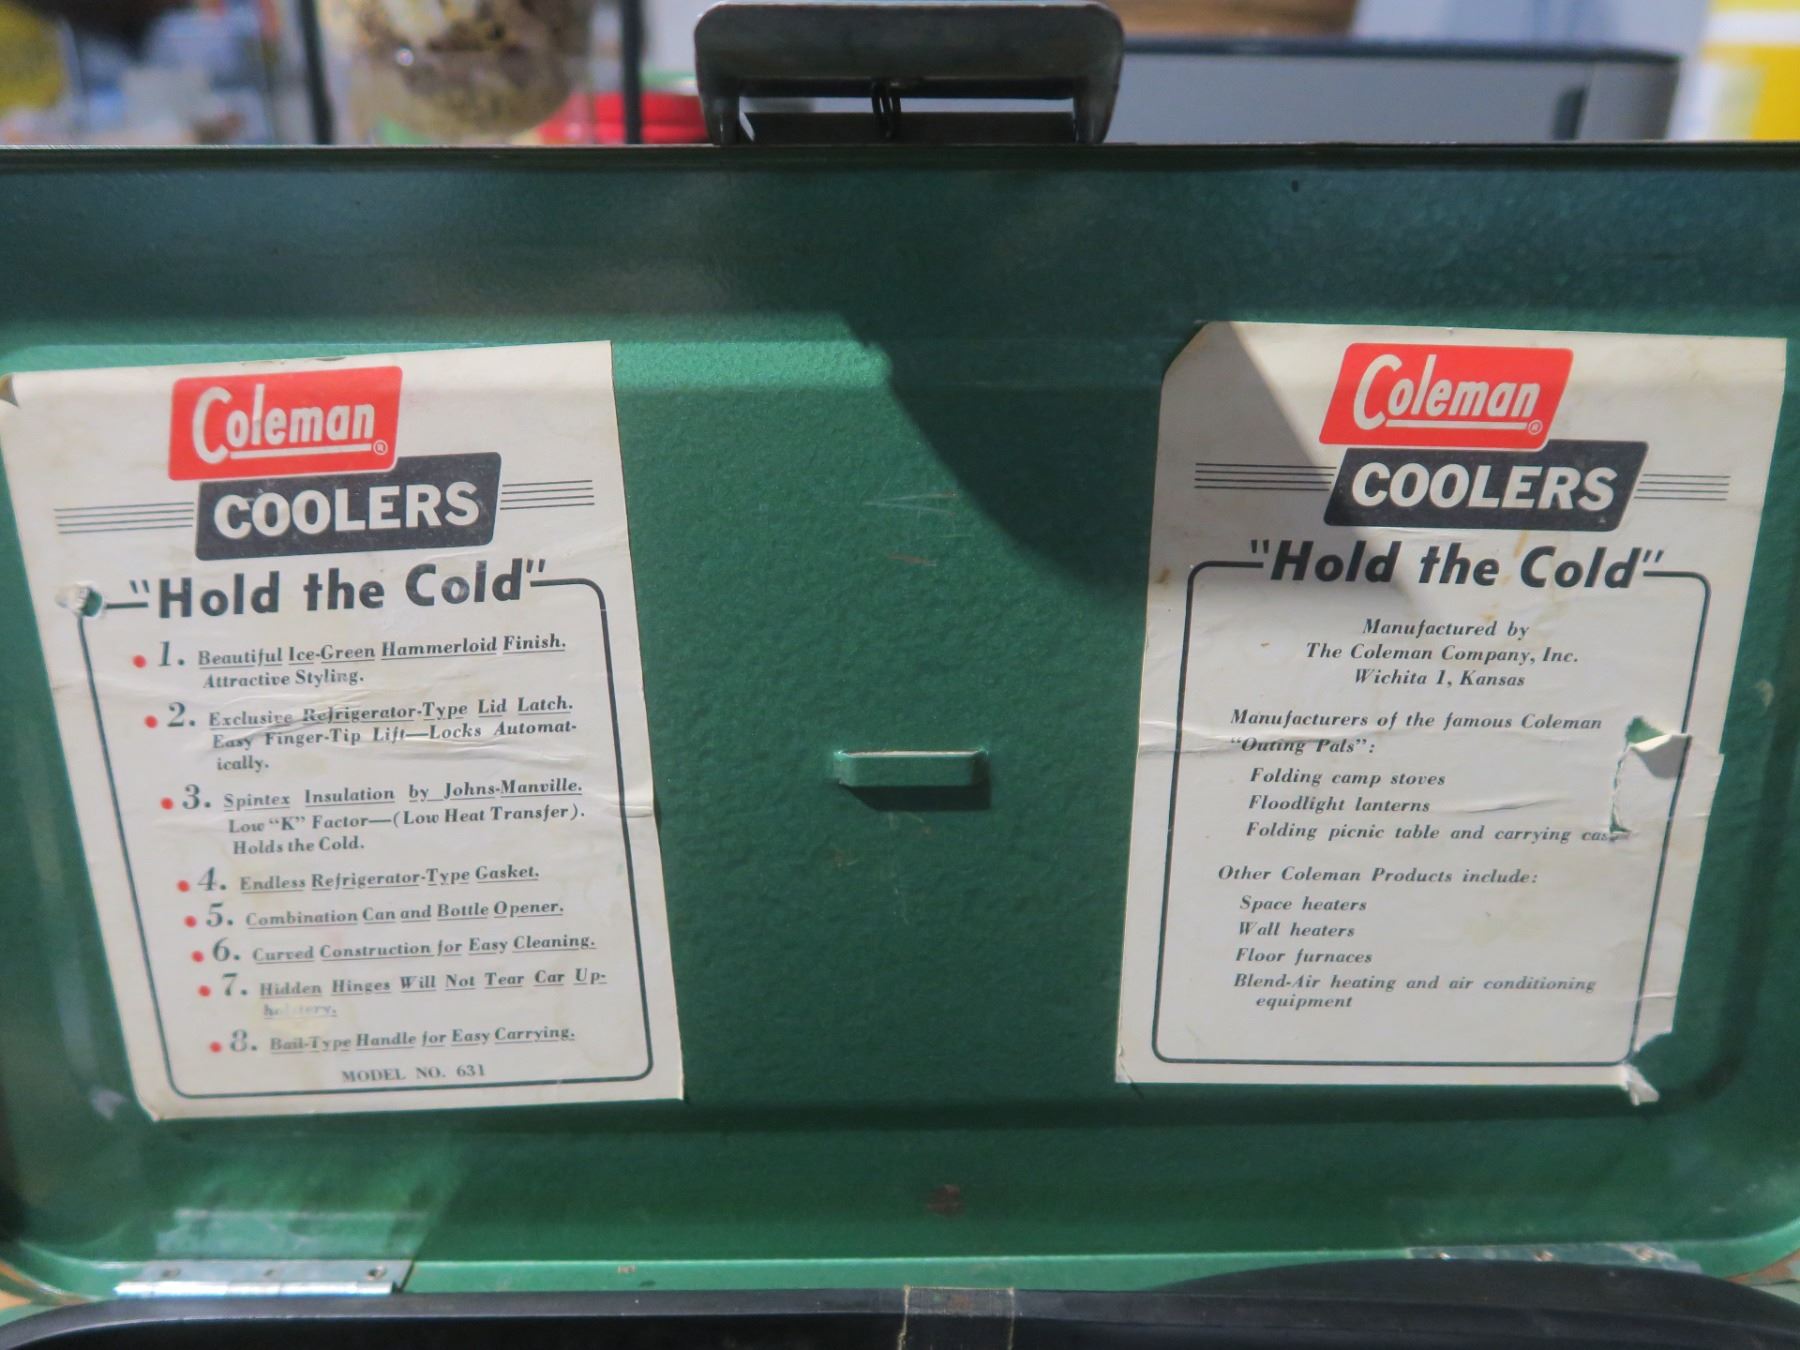 Coleman®
COOLERS
"Hold the Cold"
• 1. Beautiful Ice-Green Hammerloid Finish.
Attractive Styling.
• 2. Exclusive Refrigerator-Type Lid Latch.
Easy Finger-Tip Lift—Locks Automat-
ically.
• 3. Spintex Insulation by Johns-Manville.
Low "K" Factor—(Low Heat Transfer).
Holds the Cold.
• 4. Endless Refrigerator-Type Gasket.
• 5. Combination Can and Bottle Opener.
• 6. Curved Construction for Easy Cleaning.
• 7. Hidden Hinges Will Not Tear Car Up-
holstery.
• 8. Bail-Type Handle for Easy Carrying.
MODEL NO. 631
Coleman®
COOLERS
"Hold the Cold"
Manufactured by
The Coleman Company, Inc.
Wichita 1, Kansas
Manufacturers of the famous Coleman
"Outing Pals":
Folding camp stoves
Floodlight lanterns
Folding picnic table and carrying case
Other Coleman Products include:
Space heaters
Wall heaters
Floor furnaces
Blend-Air heating and air conditioning
equipment